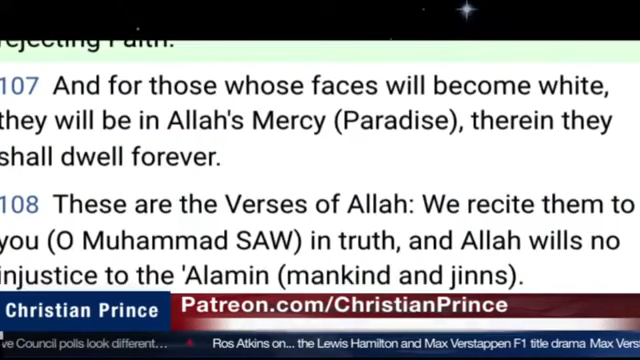 rejecting Faith.
107 And for those whose faces will become white,
they will be in Allah's Mercy (Paradise), therein they
shall dwell forever.
108 These are the Verses of Allah: We recite them to
you (O Muhammad SAW) in truth, and Allah wills no
injustice to the 'Alamin (mankind and jinns).
Christian Prince
Patreon.com/ChristianPrince
ve Council polls look different... Ros Atkins on... the Lewis Hamilton and Max Verstappen F1 title drama Max Vers